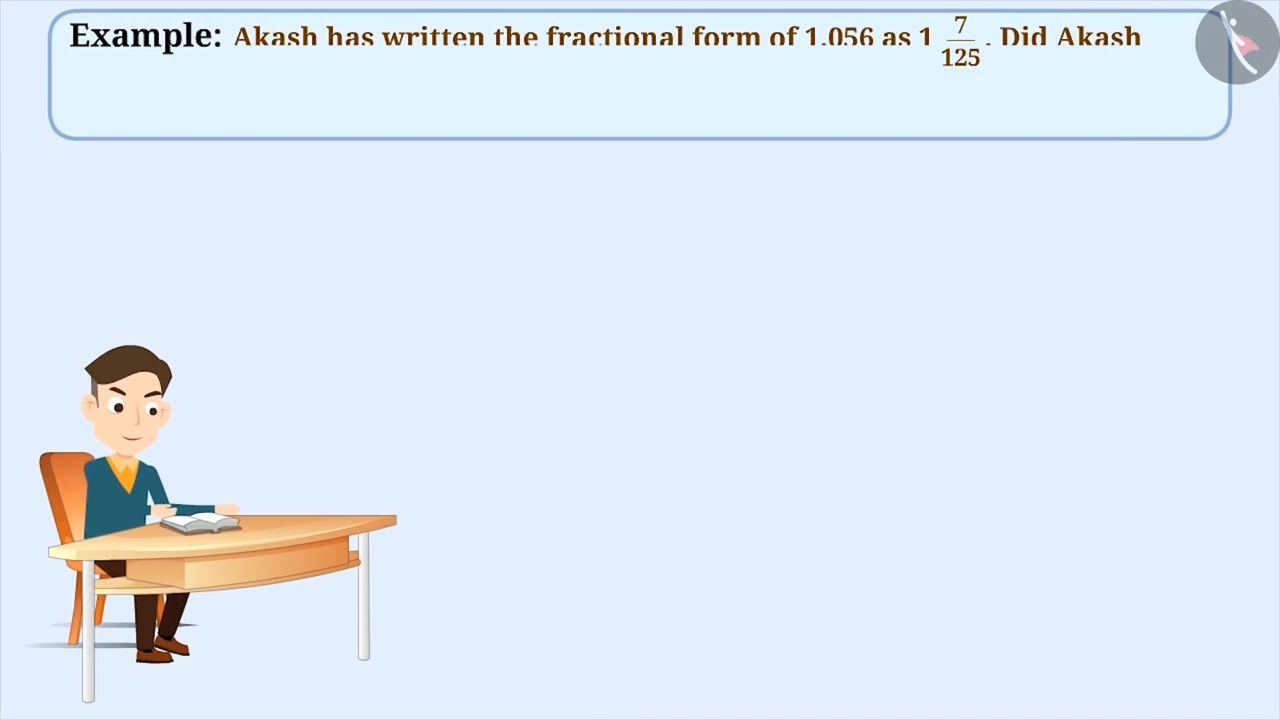 Example: Akash has written the fractional form of 1.056 as 1 7/125 . Did Akash